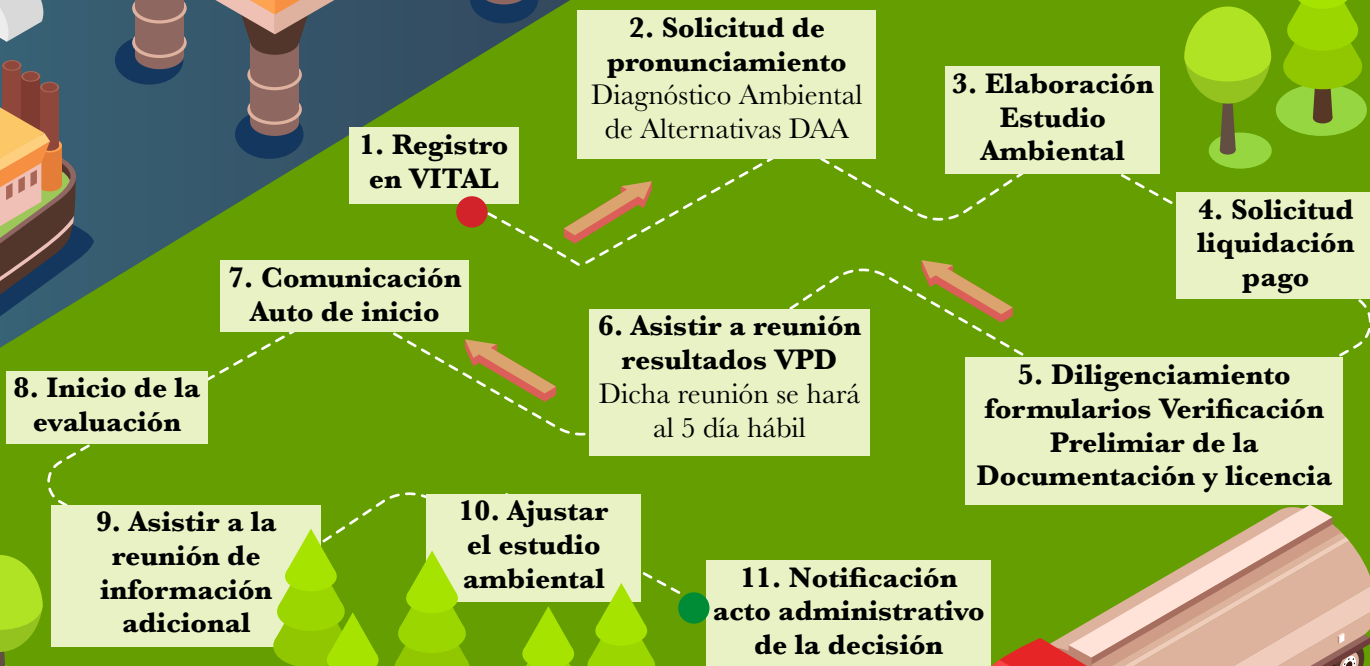 1. Registro
en VITAL
2. Solicitud de
pronunciamiento
Diagnóstico Ambiental
de Alternativas DAA
3. Elaboración
Estudio
Ambiental
4. Solicitud
liquidación
pago
5. Diligenciamiento
formularios Verificación
Prelimiar de la
Documentación y licencia
6. Asistir a reunión
resultados VPD
Dicha reunión se hará
al 5 día hábil
7. Comunicación
Auto de inicio
8. Inicio de la
evaluación
9. Asistir a la
reunión de
información
adicional
10. Ajustar
el estudio
ambiental
11. Notificación
acto administrativo
de la decisión